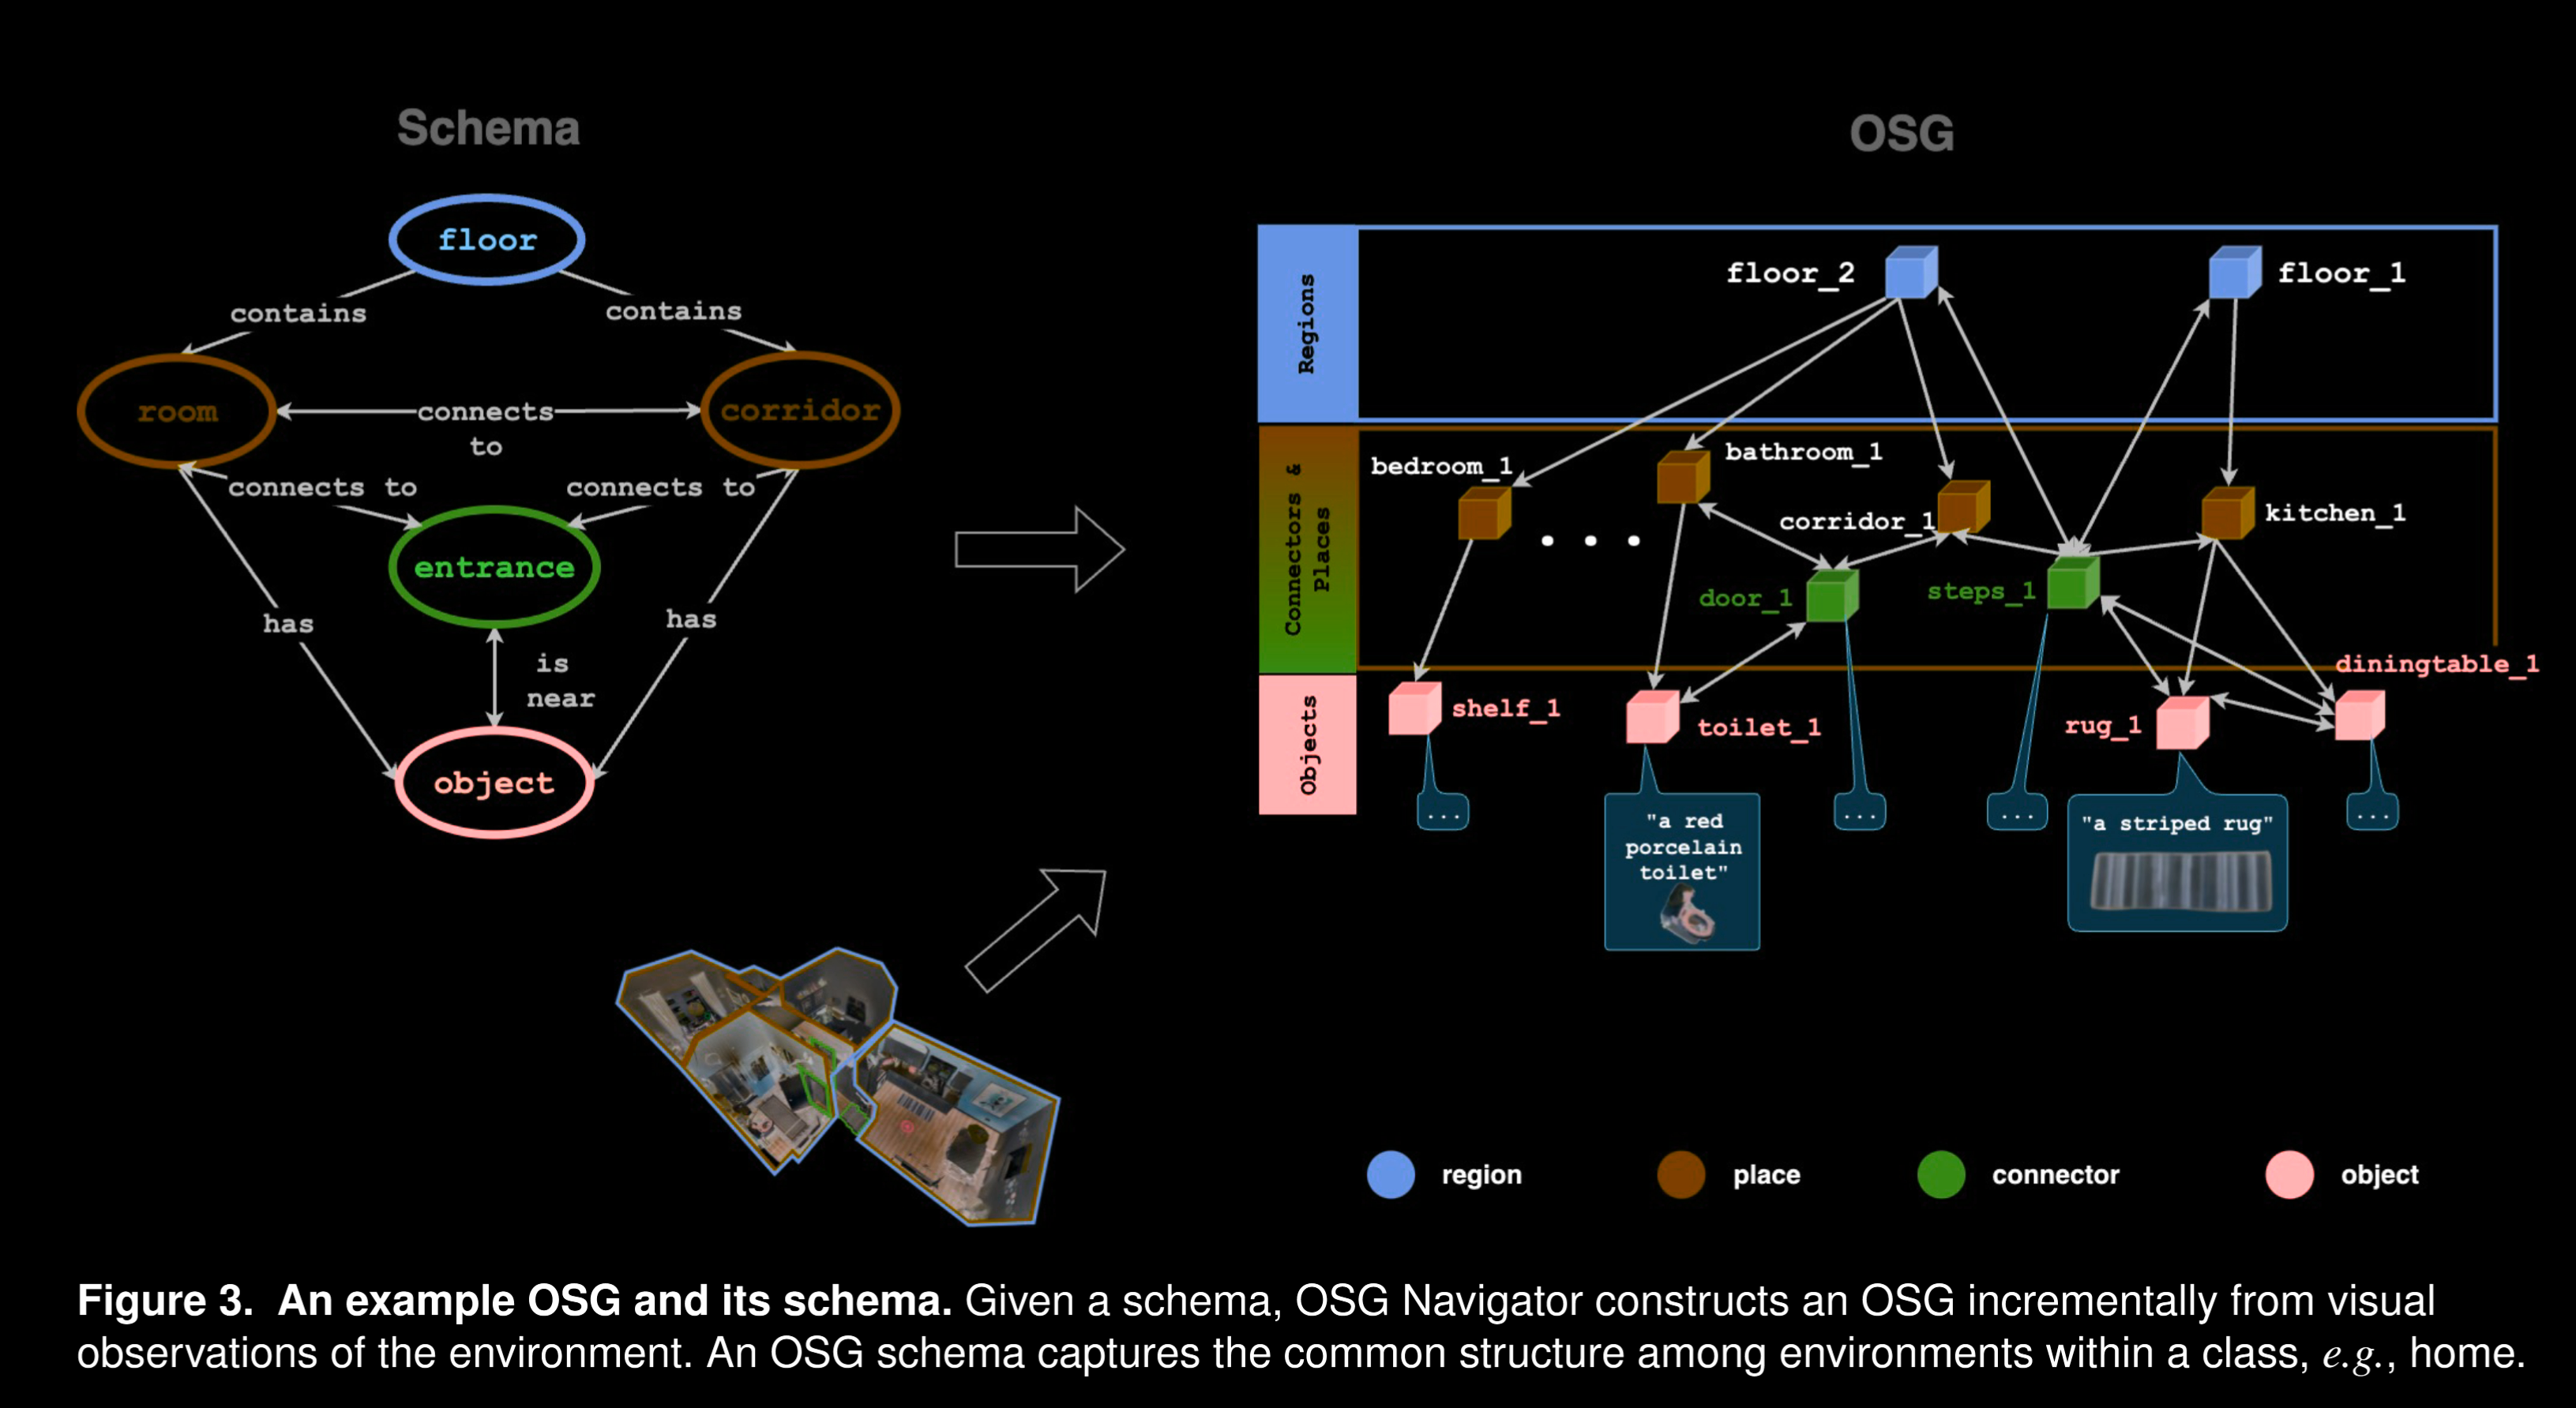 Schema
floor
contains
contains
room
connects
to
corridor
connects to
connects to
entrance
has
has
is
near
object
OSG
Regions
floor_2
floor_1
Connectors &
Places
bedroom_1
bathroom_1
corridor_1
kitchen_1
door_1
steps_1
Objects
diningtable_1
shelf_1
toilet_1
rug_1
...
"a red
porcelain
toilet"
...
...
"a striped rug"
...
region
place
connector
object
Figure 3. An example OSG and its schema. Given a schema, OSG Navigator constructs an OSG incrementally from visual
observations of the environment. An OSG schema captures the common structure among environments within a class, e.g., home.